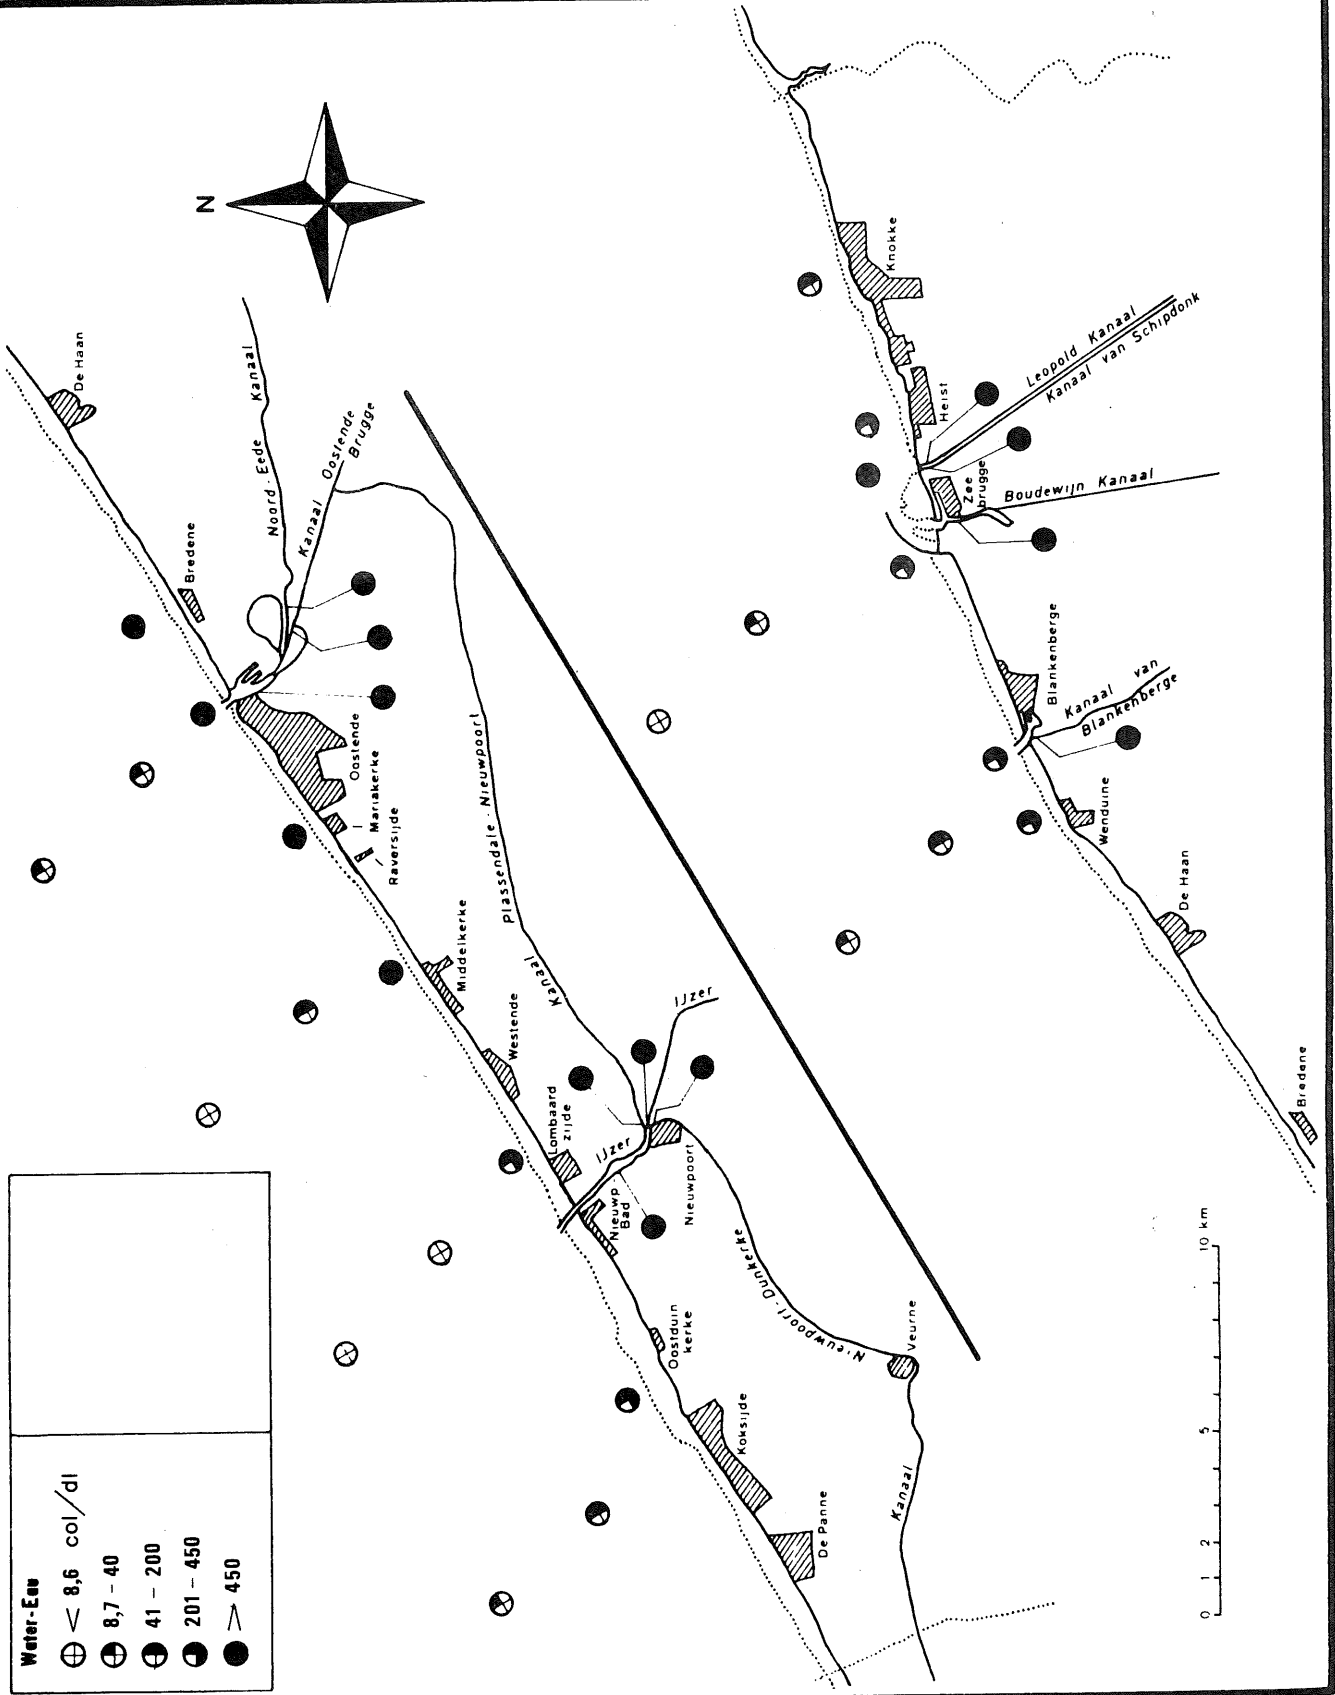 Water-Eau
< 8,6 col/dl
8,7 - 40
41 - 200
201 - 450
> 450
N
De Haan
Bredene
Noord-Eede Kanaal
Kanaal Oostende
Brugge
Oostende
Mariakerke
Raversijde
Middelkerke
Westende
Lombaard
zijde
IJzer
Nieuwp
Bad
Nieuwpoort
IJzer
Kanaal Plassendale - Nieuwpoort
Oostduin
kerke
Koksijde
De Panne
Veurne
Kanaal Nieuwpoort - Dunkerke
Knokke
Heist
Leopold Kanaal
Kanaal van Schipdonk
Zee
brugge
Boudewijn Kanaal
Blankenberge
Kanaal van
Blankenberge
Wenduine
De Haan
Bredene
0 1 2 5 10 km